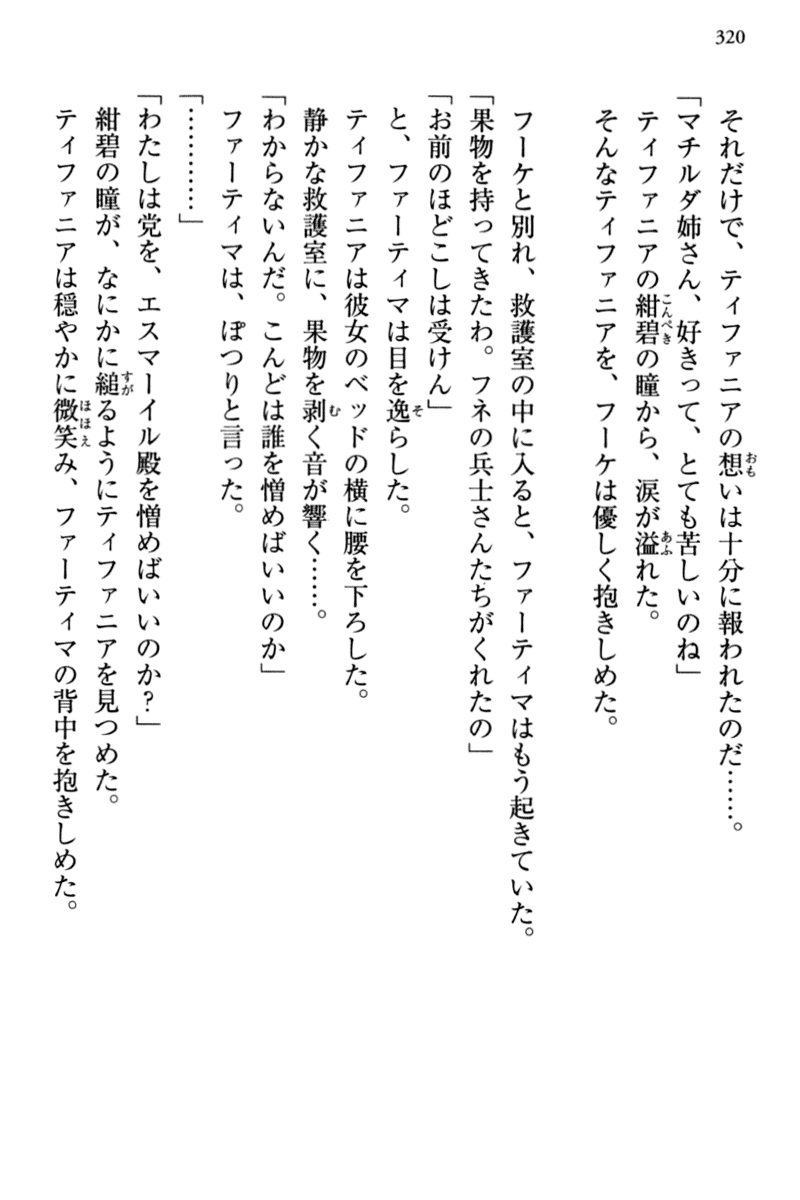 320
それだけで、ティファニアの想いは十分に報われたのだ……。
「マチルダ姉さん、好きって、とても苦しいのね」
ティファニアの紺碧の瞳から、涙が溢れた。
そんなティファニアを、フーケは優しく抱きしめた。
フーケと別れ、救護室の中に入ると、ファーティマはもう起きていた。
「果物を持ってきたわ。フネの兵士さんたちがくれたの」
「お前のほどこしは受けん」
と、ファーティマは目を逸らした。
ティファニアは彼女のベッドの横に腰を下ろした。
静かな救護室に、果物を剥く音が響く……。
「わからないんだ。こんどは誰を憎めばいいのか」
ファーティマは、ぽつりと言った。
「…………」
「わたしは党を、エスマーイル殿を憎めばいいのか?」
紺碧の瞳が、なにかに縋るようにティファニアを見つめた。
ティファニアは穏やかに微笑み、ファーティマの背中を抱きしめた。